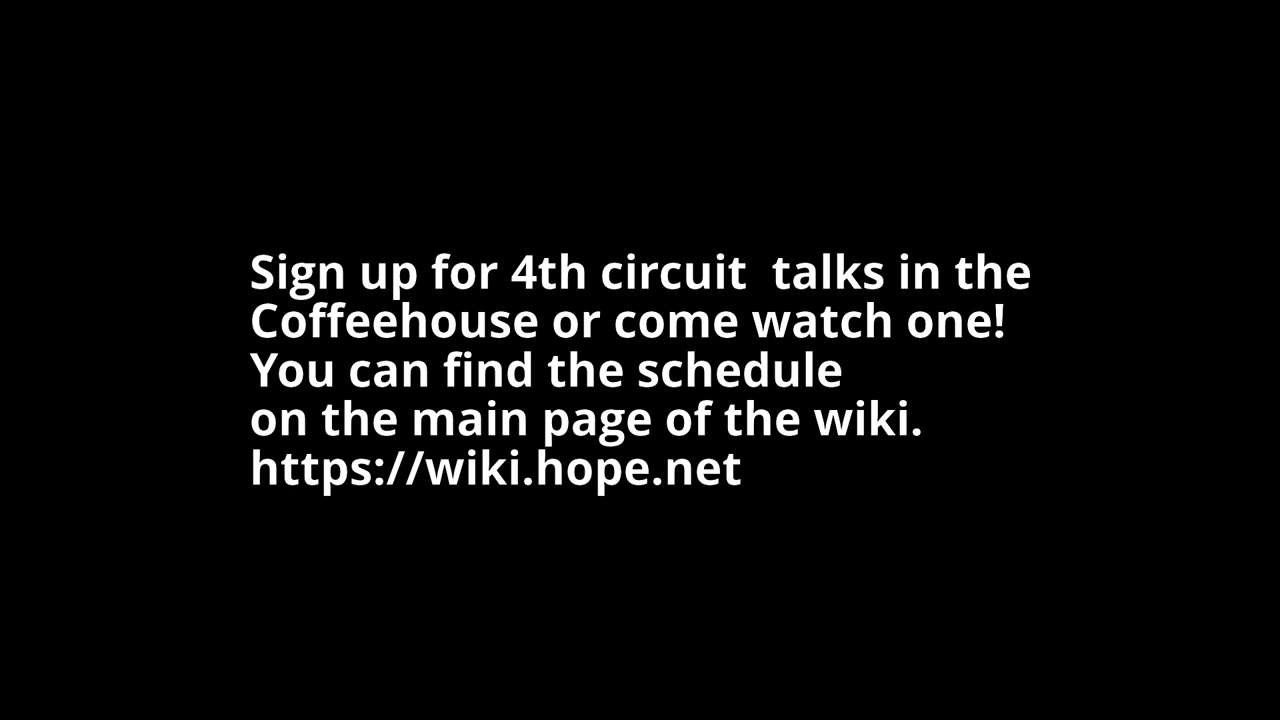 Sign up for 4th circuit  talks in the
Coffeehouse or come watch one!
You can find the schedule
on the main page of the wiki.
https://wiki.hope.net